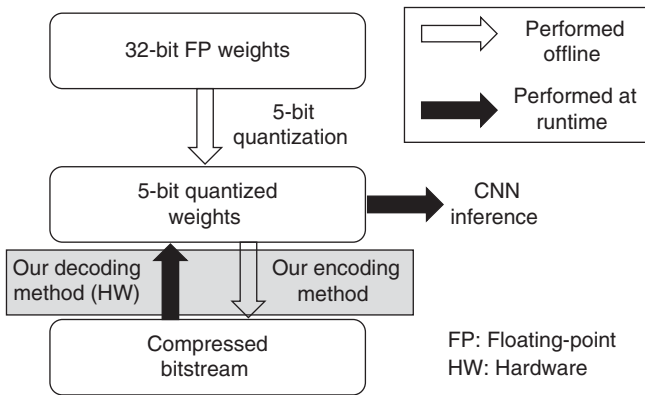 32-bit FP weights
Performed
offline
Performed at
runtime
5-bit
quantization
5-bit quantized
weights
CNN
inference
Our decoding
method (HW)
Our encoding
method
Compressed
bitstream
FP: Floating-point
HW: Hardware